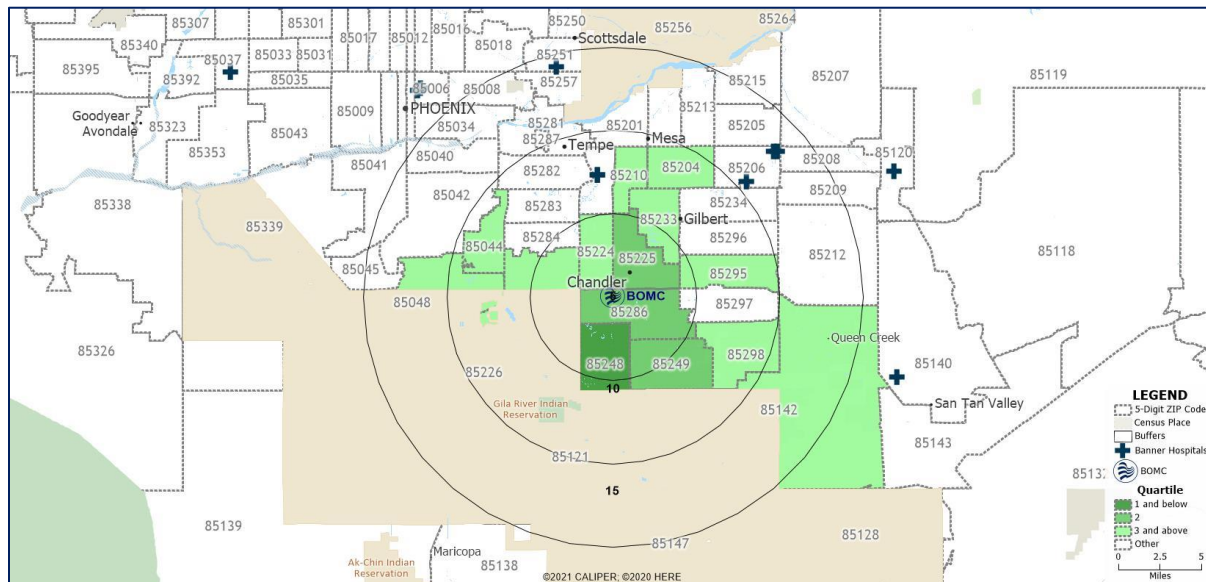 85307
85301
85017
85012
85016
85250
85256
85264
85340
85033
85031
85018
Scottsdale
85395
85392
85037
85035
85251
85257
85215
85207
85119
85006
85008
85009
PHOENIX
85213
Goodyear
Avondale
85323
85043
85034
85281
85201
85205
85353
85041
85040
85287
Tempe
Mesa
85282
85210
85204
85206
85208
85120
85042
85209
85338
85339
85283
85233
Gilbert
85234
85284
85224
85296
85044
85225
85212
85118
85045
85295
Chandler
85048
BOMC
85286
85297
85326
85248
85249
85298
Queen Creek
85140
85226
10
Gila River Indian
Reservation
85142
San Tan Valley
85143
85121
15
85132
85139
85128
Maricopa
85147
Ak-Chin Indian
Reservation
85138
©2021 CALIPER; ©2020 HERE
LEGEND
5-Digit ZIP Code
Census Place
Buffers
Banner Hospitals
BOMC
Quartile
1 and below
2
3 and above
Other
0 2.5 5
Miles